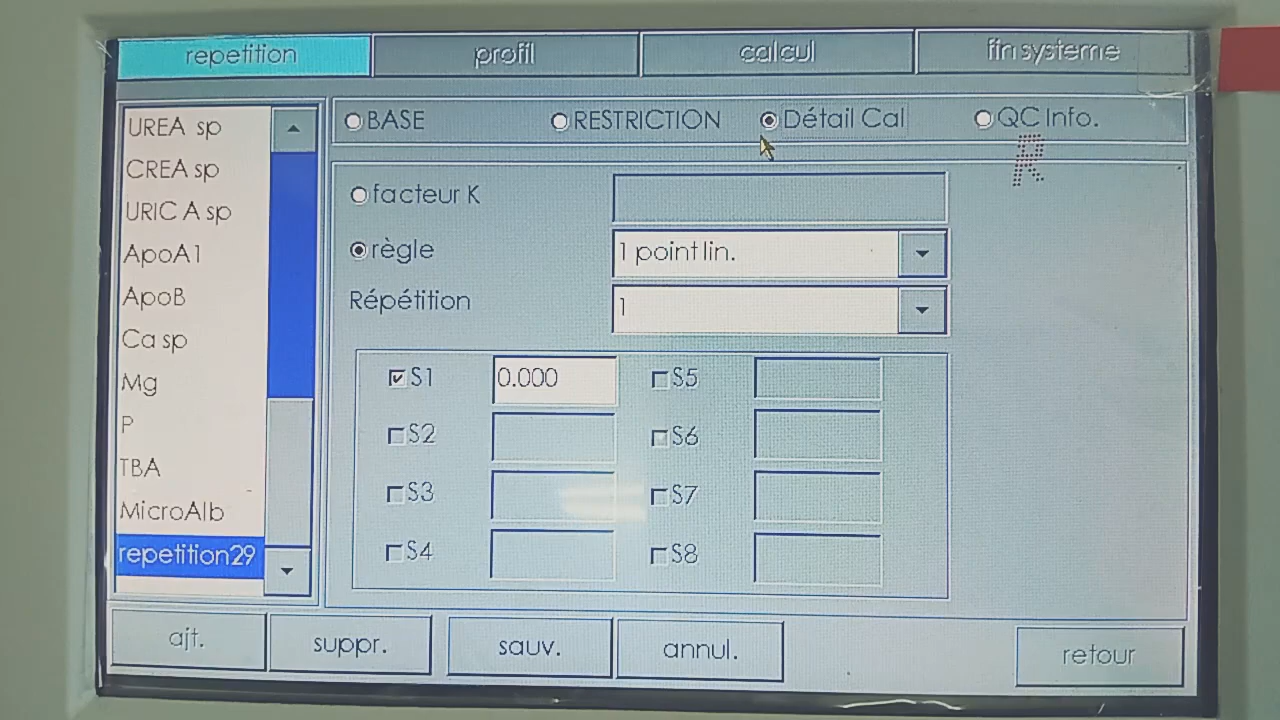 repetition profil calcul fin systeme
BASE RESTRICTION Détail Cal QC Info.
R
UREA sp
CREA sp
URIC A sp
ApoA1
ApoB
Ca sp
Mg
P
TBA
MicroAlb
repetition29
facteur K
règle 1 point lin.
Répétition 1
S1 0.000 S5
S2 S6
S3 S7
S4 S8
ajt. suppr. sauv. annul. retour